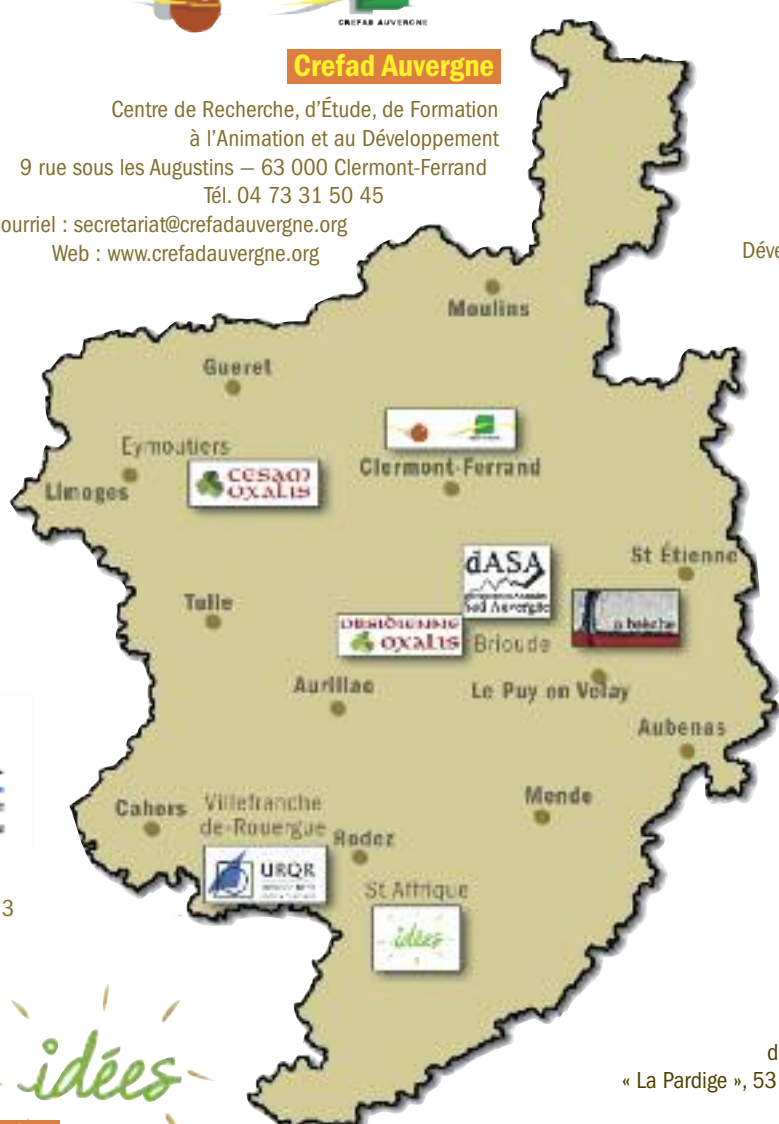 CREFAD AUVERGNE
Crefad Auvergne
Centre de Recherche, d'Étude, de Formation
à l'Animation et au Développement
9 rue sous les Augustins — 63 000 Clermont-Ferrand
Tél. 04 73 31 50 45
ourriel : secretariat@crefadauvergne.org
Web : www.crefadauvergne.org
Déve
Moulins
Gueret
Eymoutiers
Limoges
CESAM
OXALIS
Clermont-Ferrand
dASA
Sud Auvergne
St Étienne
Tulle
OBSIDIENNE
OXALIS
Brioude
Aurillac
Le Puy en Velay
Aubenas
Mende
Cahors
Villefranche
de-Rouergue
Rodez
URQR
St Affrique
idées
3
idées
d
« La Pardige », 53